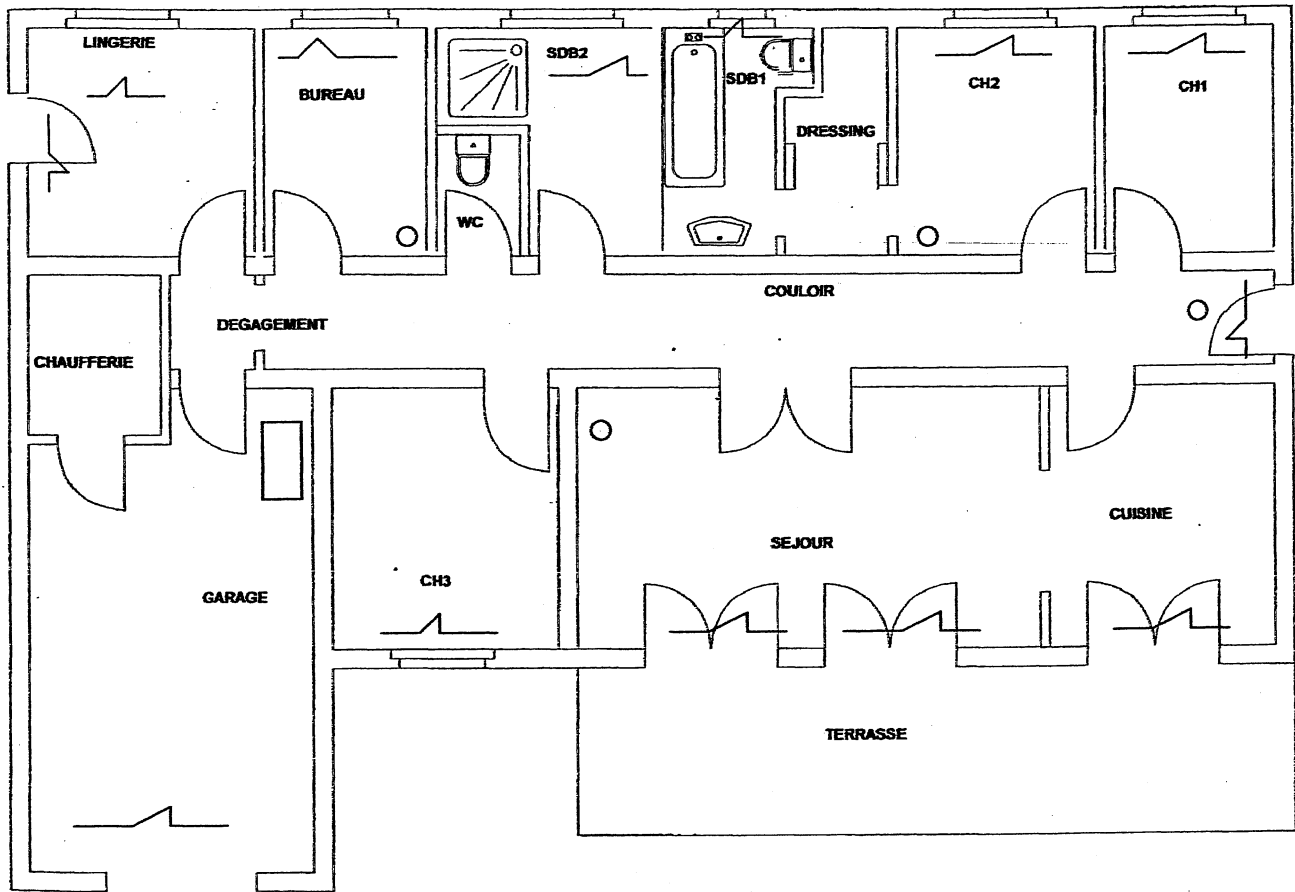 LINGERIE
BUREAU
SDB2
SDB1
CH2
CH1
DRESSING
WC
COULOIR
DEGAGEMENT
CHAUFFERIE
CUISINE
SEJOUR
CH3
GARAGE
TERRASSE